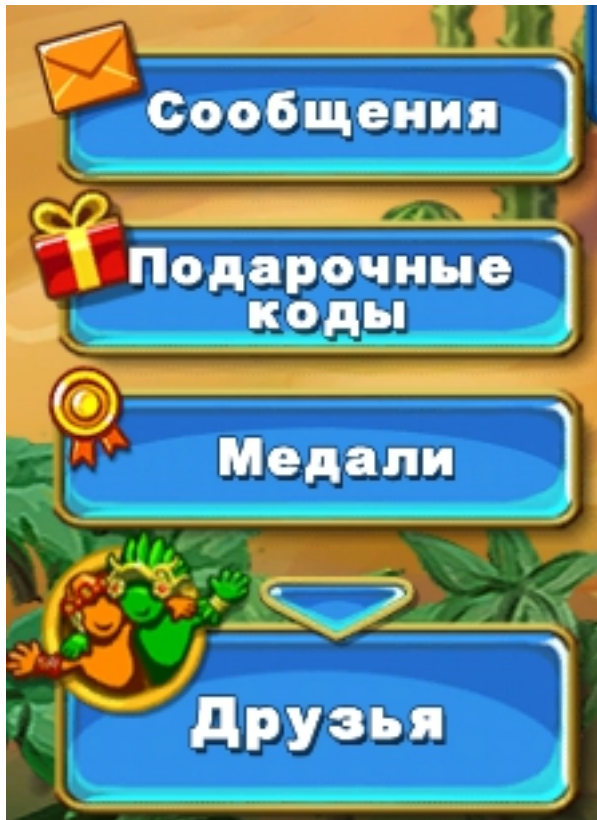 Сообщения
Подарочные
коды
Медали
Друзья